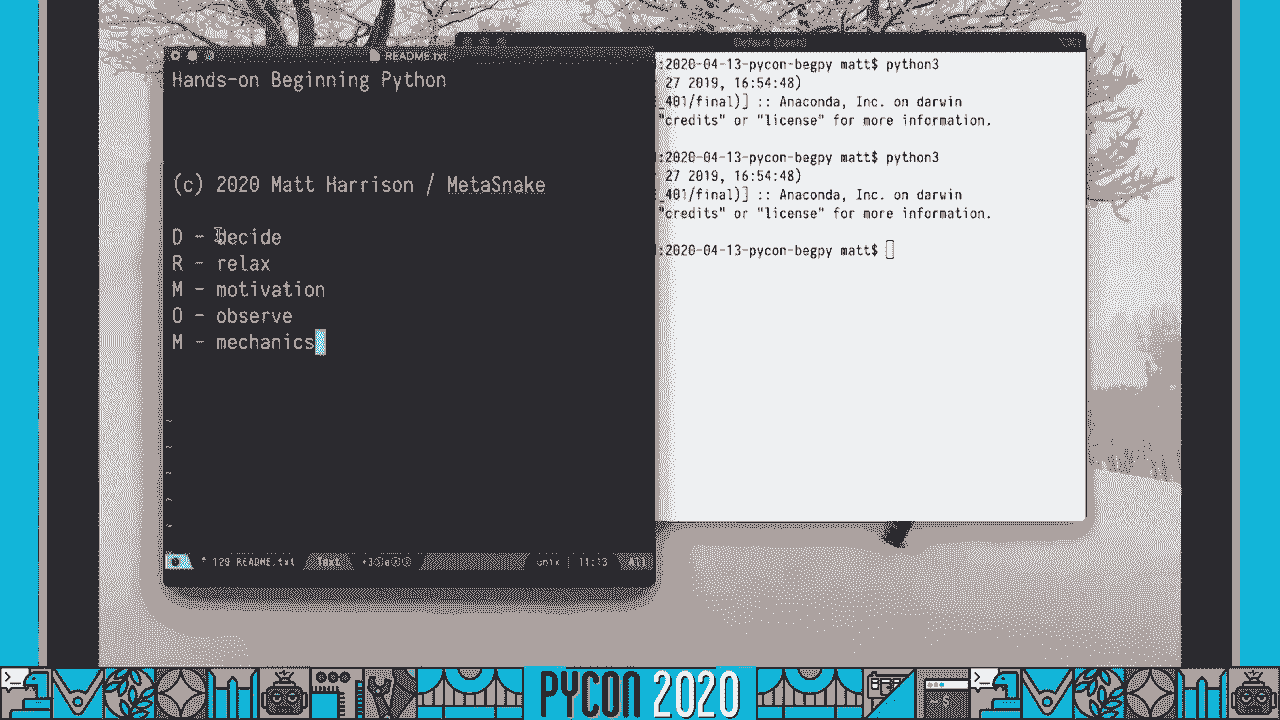 README.txt
Hands-on Beginning Python
(c) 2020 Matt Harrison / MetaSnake
D - Decide
R - relax
M - motivation
O - observe
M - mechanics
~
~
~
~
~
* 129 README.txt
Text
unix | 11:13
All
:2020-04-13-pycon-begpy matt$ python3
27 2019, 16:54:48)
_401/final)] :: Anaconda, Inc. on darwin
"credits" or "license" for more information.
:2020-04-13-pycon-begpy matt$ python3
27 2019, 16:54:48)
_401/final)] :: Anaconda, Inc. on darwin
"credits" or "license" for more information.
:2020-04-13-pycon-begpy matt$
PYCON 2020